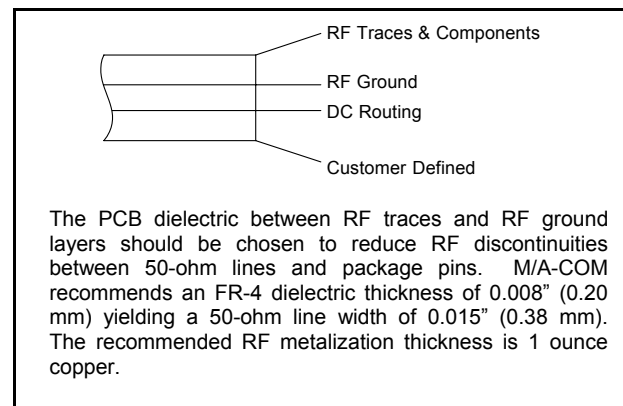 RF Traces & Components
RF Ground
DC Routing
Customer Defined
The PCB dielectric between RF traces and RF ground
layers should be chosen to reduce RF discontinuities
between 50-ohm lines and package pins. M/A-COM
recommends an FR-4 dielectric thickness of 0.008” (0.20
mm) yielding a 50-ohm line width of 0.015” (0.38 mm).
The recommended RF metalization thickness is 1 ounce
copper.